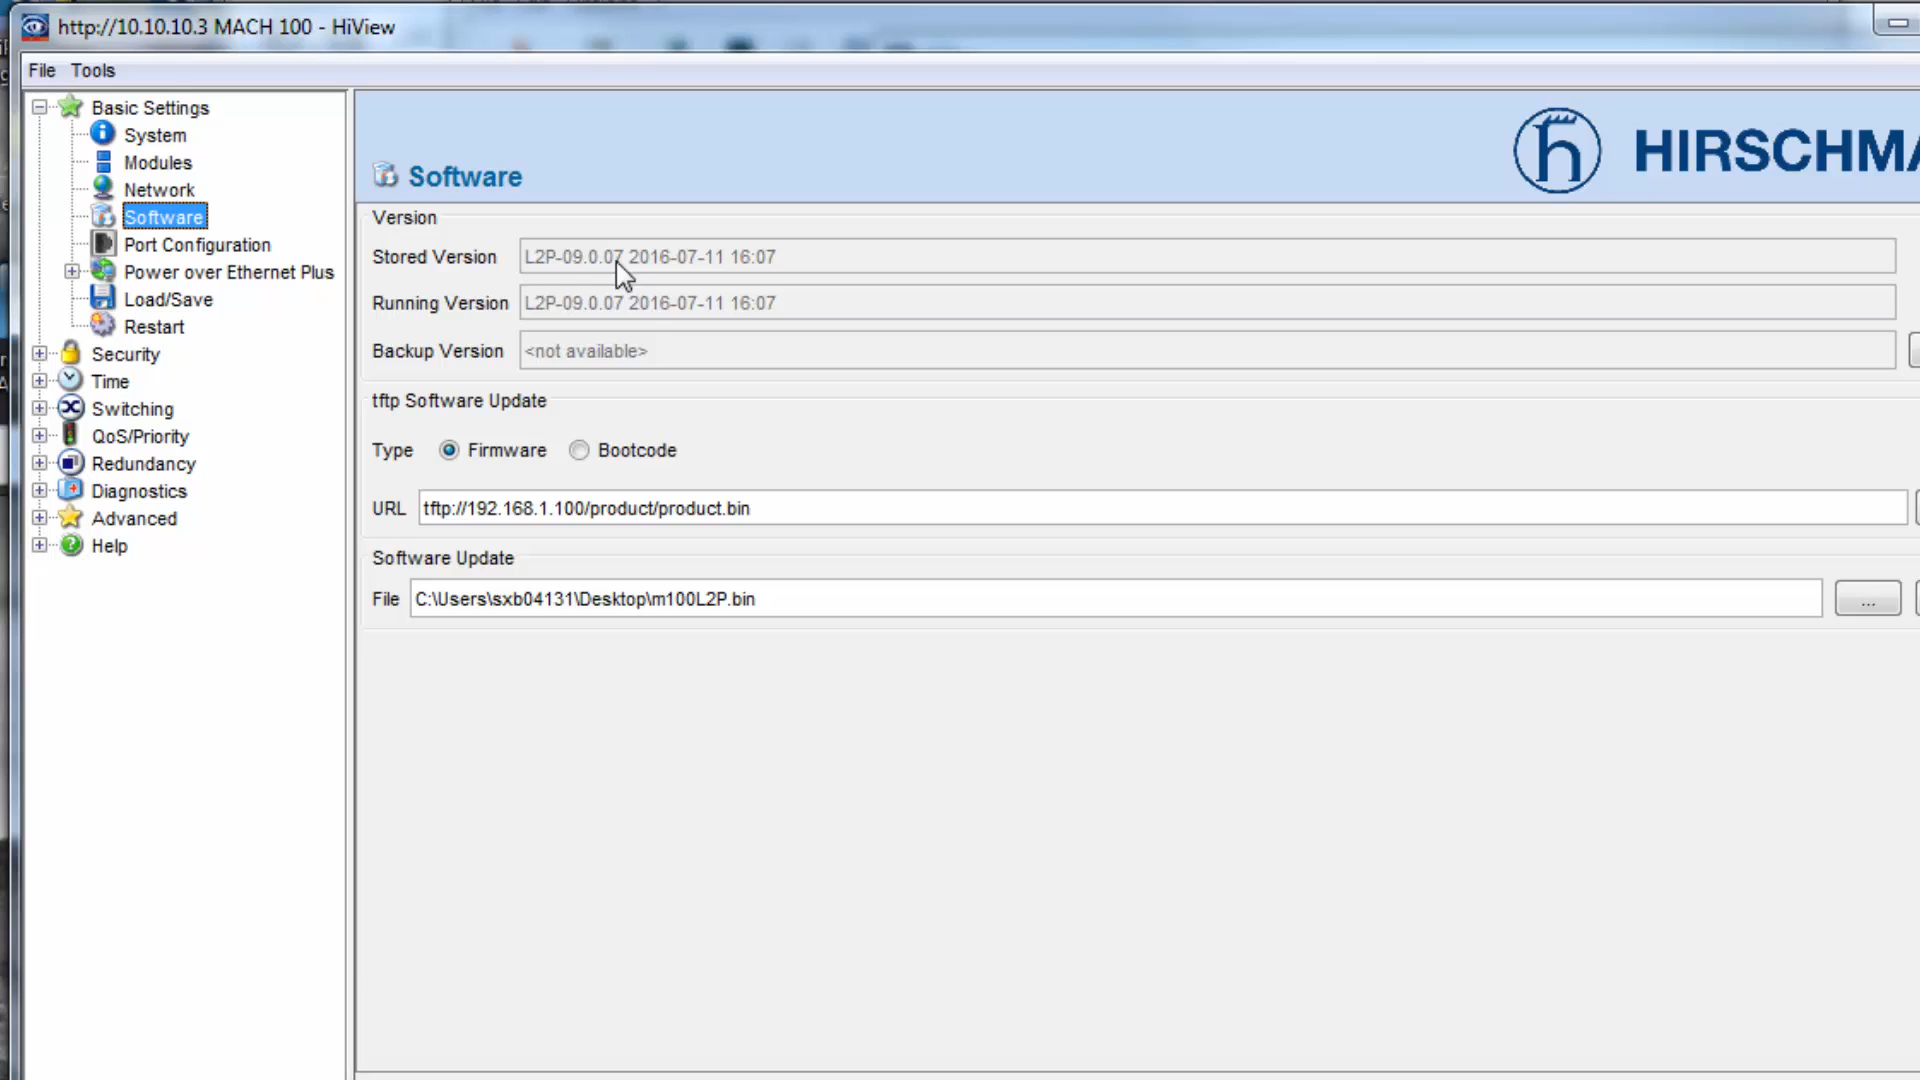 http://10.10.10.3 MACH 100 - HiView
File Tools
Basic Settings
System
Modules
Network
Software
Port Configuration
Power over Ethernet Plus
Load/Save
Restart
Security
Time
Switching
QoS/Priority
Redundancy
Diagnostics
Advanced
Help
Software
HIRSCHMA
Version
Stored Version L2P-09.0.07 2016-07-11 16:07
Running Version L2P-09.0.07 2016-07-11 16:07
Backup Version <not available>
tftp Software Update
Type Firmware Bootcode
URL tftp://192.168.1.100/product/product.bin
Software Update
File C:\Users\sxb04131\Desktop\m100L2P.bin ...